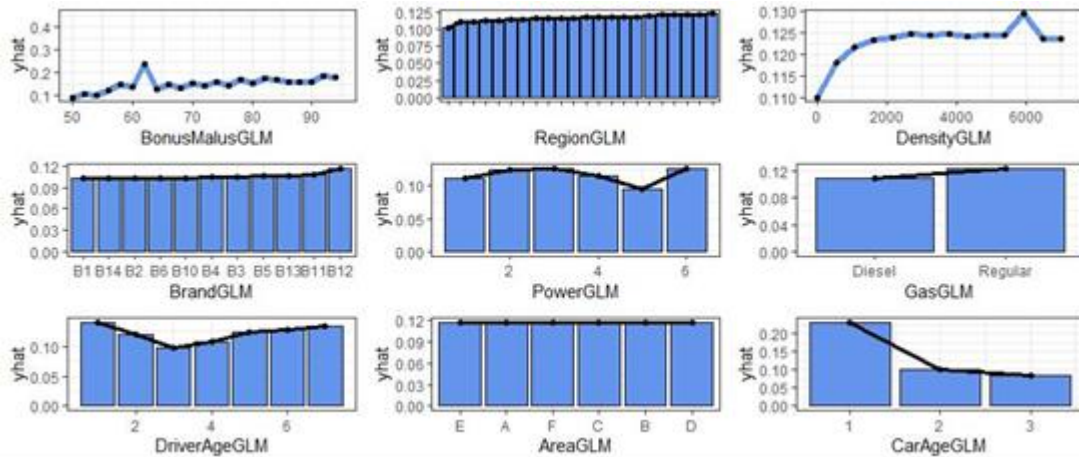 yhat
0.4
0.3
0.2
0.1
50 60 70 80 90
BonusMalusGLM
yhat
0.125
0.100
0.075
0.050
0.025
0.000
RegionGLM
yhat
0.130
0.125
0.120
0.115
0.110
0 2000 4000 6000
DensityGLM
yhat
0.12
0.09
0.06
0.03
0.00
B1 B14 B2 B6 B10 B4 B3 B5 B13 B11 B12
BrandGLM
yhat
0.10
0.05
0.00
2 4 6
PowerGLM
yhat
0.12
0.08
0.04
0.00
Diesel Regular
GasGLM
yhat
0.10
0.05
0.00
2 4 6
DriverAgeGLM
yhat
0.12
0.09
0.06
0.03
0.00
E A F C B D
AreaGLM
yhat
0.20
0.15
0.10
0.05
0.00
1 2 3
CarAgeGLM